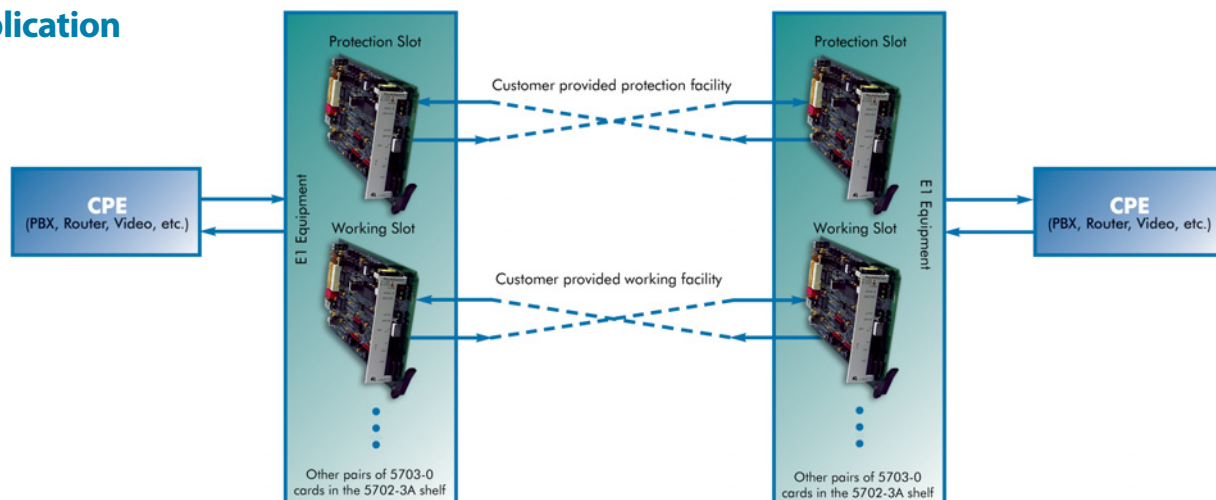 plication
Protection Slot
Customer provided protection facility
Protection Slot
CPE
(PBX, Router, Video, etc.)
E1 Equipment
Working Slot
Customer provided working facility
E1 Equipment
Working Slot
CPE
(PBX, Router, Video, etc.)
Other pairs of 5703-0
cards in the 5702-3A shelf
Other pairs of 5703-0
cards in the 5702-3A shelf